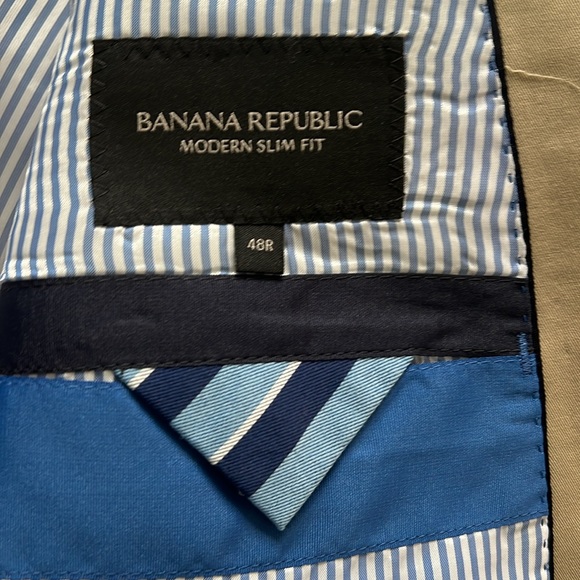 BANANA REPUBLIC
MODERN SLIM FIT
48R